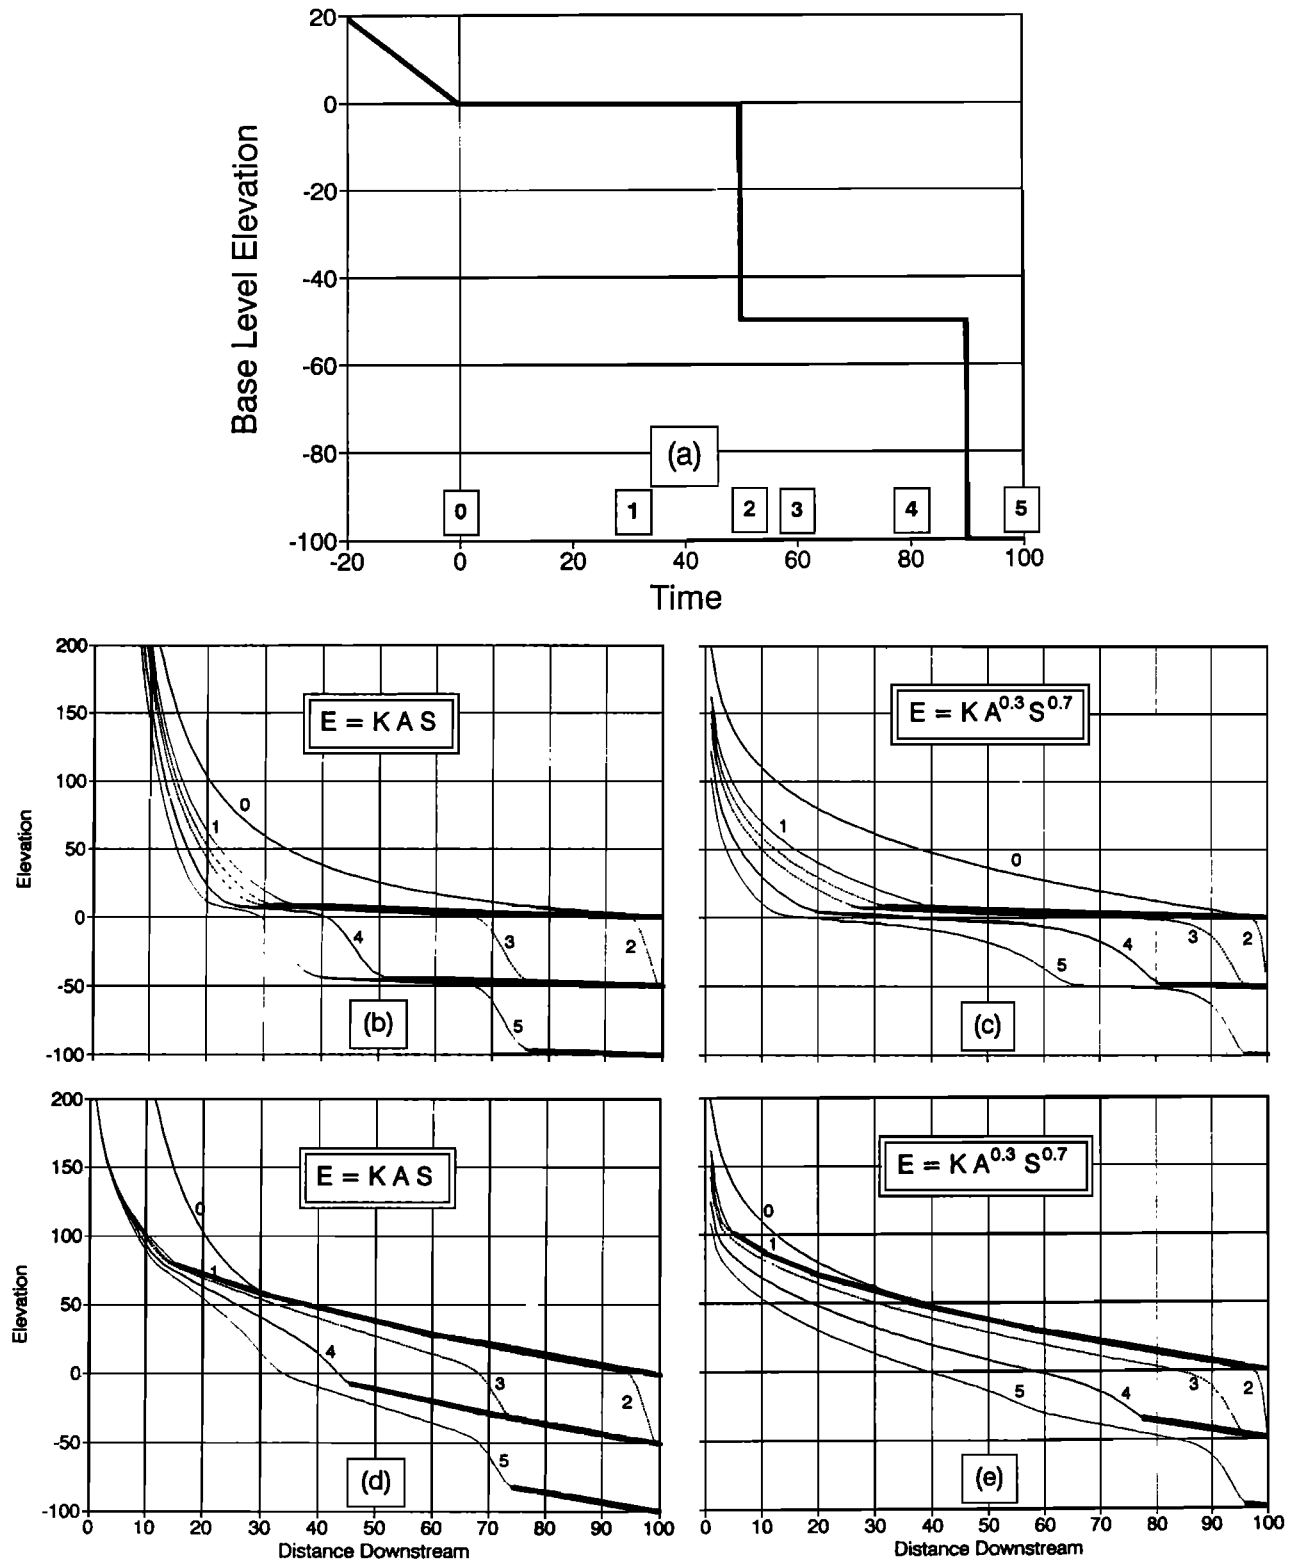 20
0
-20
-40
-60
-80
-100
Base Level Elevation
(a)
0 1 2 3 4 5
-20 0 20 40 60 80 100
Time
200
150
100
50
0
-50
-100
Elevation
E = K A S
0
1
2
3
4
5
(b)
E = K A^0.3 S^0.7
0
1
2
3
4
5
(c)
200
150
100
50
0
-50
-100
Elevation
E = K A S
0
1
2
3
4
5
(d)
0 10 20 30 40 50 60 70 80 90 100
Distance Downstream
E = K A^0.3 S^0.7
0
1
2
3
4
5
(e)
0 10 20 30 40 50 60 70 80 90 100
Distance Downstream